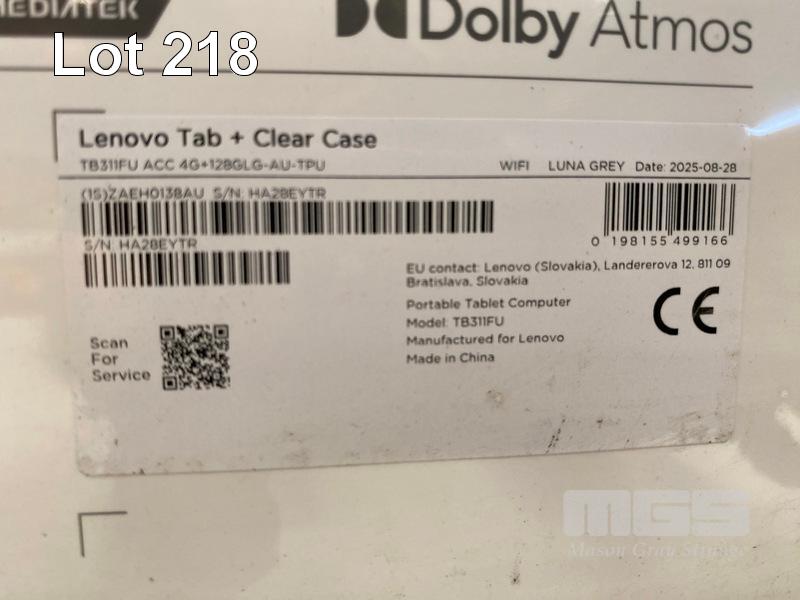 MEDIATEK
Dolby Atmos
Lot 218
Lenovo Tab + Clear Case
TB311FU ACC 4G+128GLG-AU-TPU WIFI LUNA GREY Date: 2025-08-28
(1S)ZAEH0138AU S/N: HA28EYTR
S/N: HA28EYTR
0 198155 499166
EU contact: Lenovo (Slovakia), Landererova 12, 811 09
Bratislava, Slovakia
Portable Tablet Computer
Model: TB311FU
Manufactured for Lenovo
Made in China
CE
Scan
For
Service
MGS
Mason Gray Strange